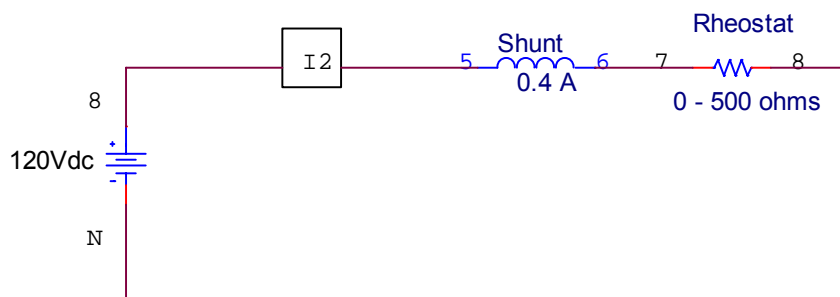 Rheostat
I2
5
Shunt
6
7
8
0.4 A
0 - 500 ohms
8
+
120Vdc
-
N